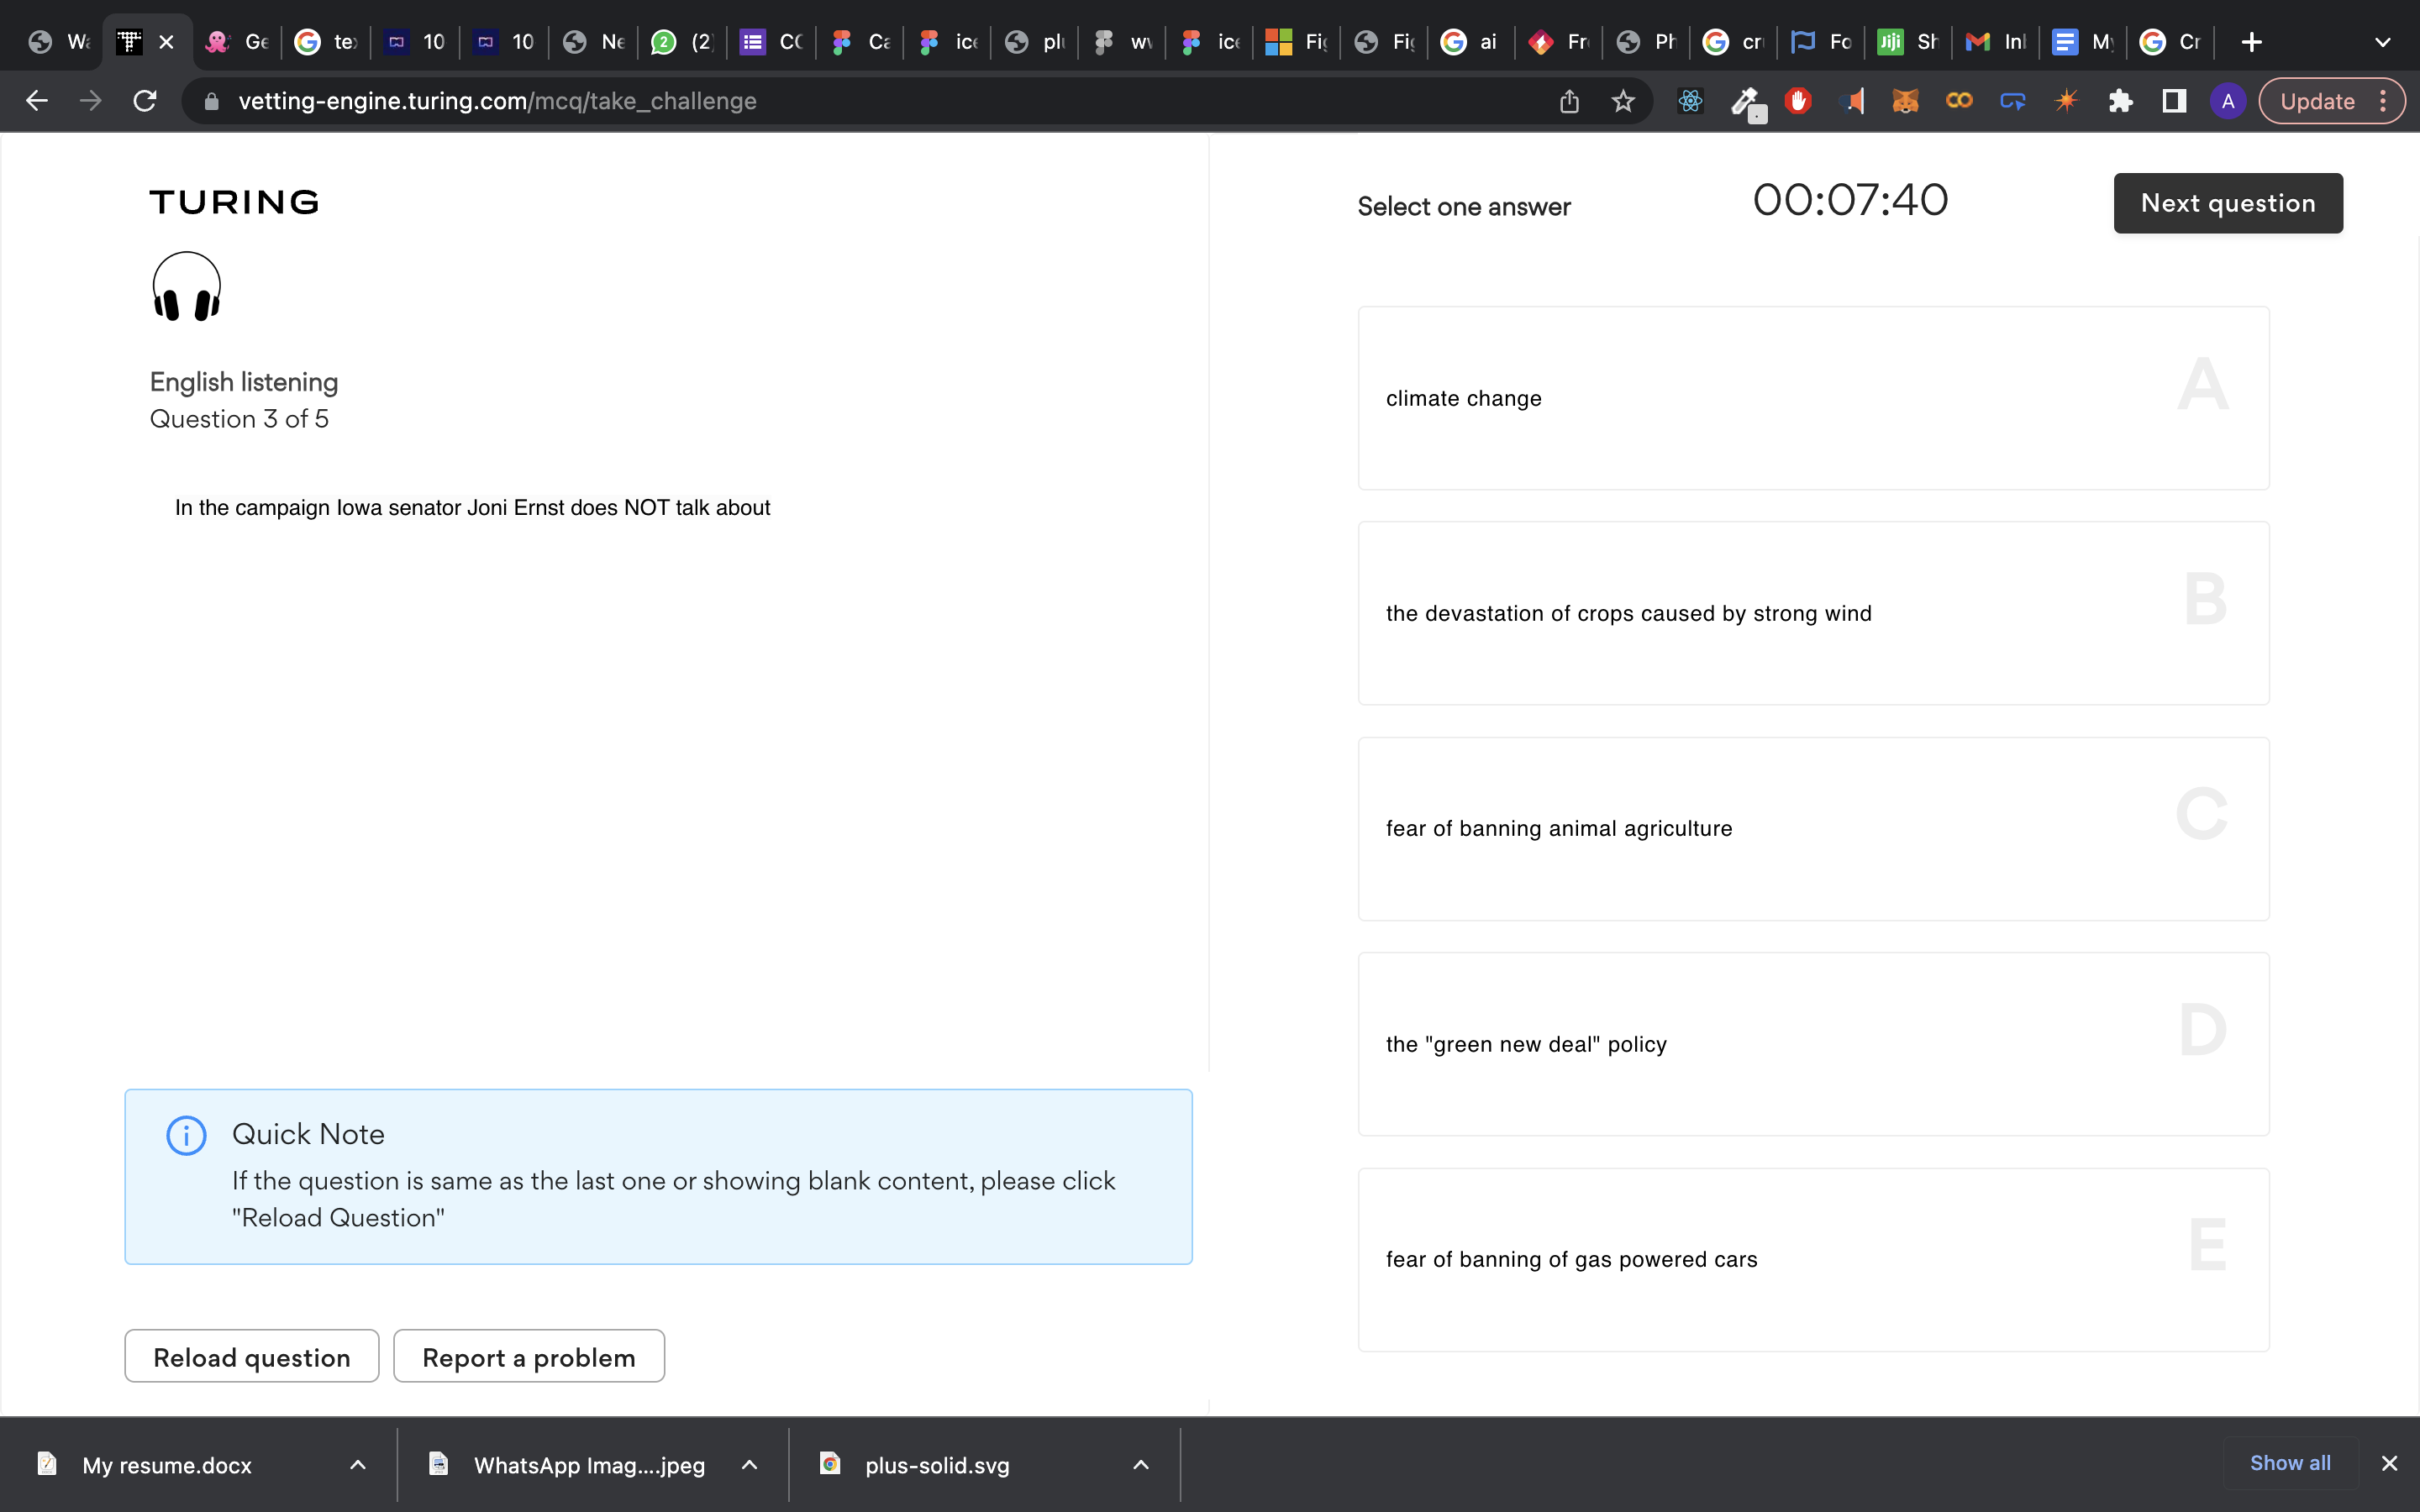 Wa
Ge
te
10
10
Ne
2
(2
CC
Ca
ice
plu
wv
ice
Fig
Fig
ai
Fre
Ph
cr
Fo
Jiji
Sh
In
M
Cr
vetting-engine.turing.com/mcq/take_challenge
A
Update
TURING
Select one answer
00:07:40
Next question
English listening
Question 3 of 5
In the campaign Iowa senator Joni Ernst does NOT talk about
climate change
A
the devastation of crops caused by strong wind
B
fear of banning animal agriculture
C
the "green new deal" policy
D
fear of banning of gas powered cars
E
Quick Note
If the question is same as the last one or showing blank content, please click
"Reload Question"
Reload question
Report a problem
My resume.docx
WhatsApp Imag....jpeg
plus-solid.svg
Show all